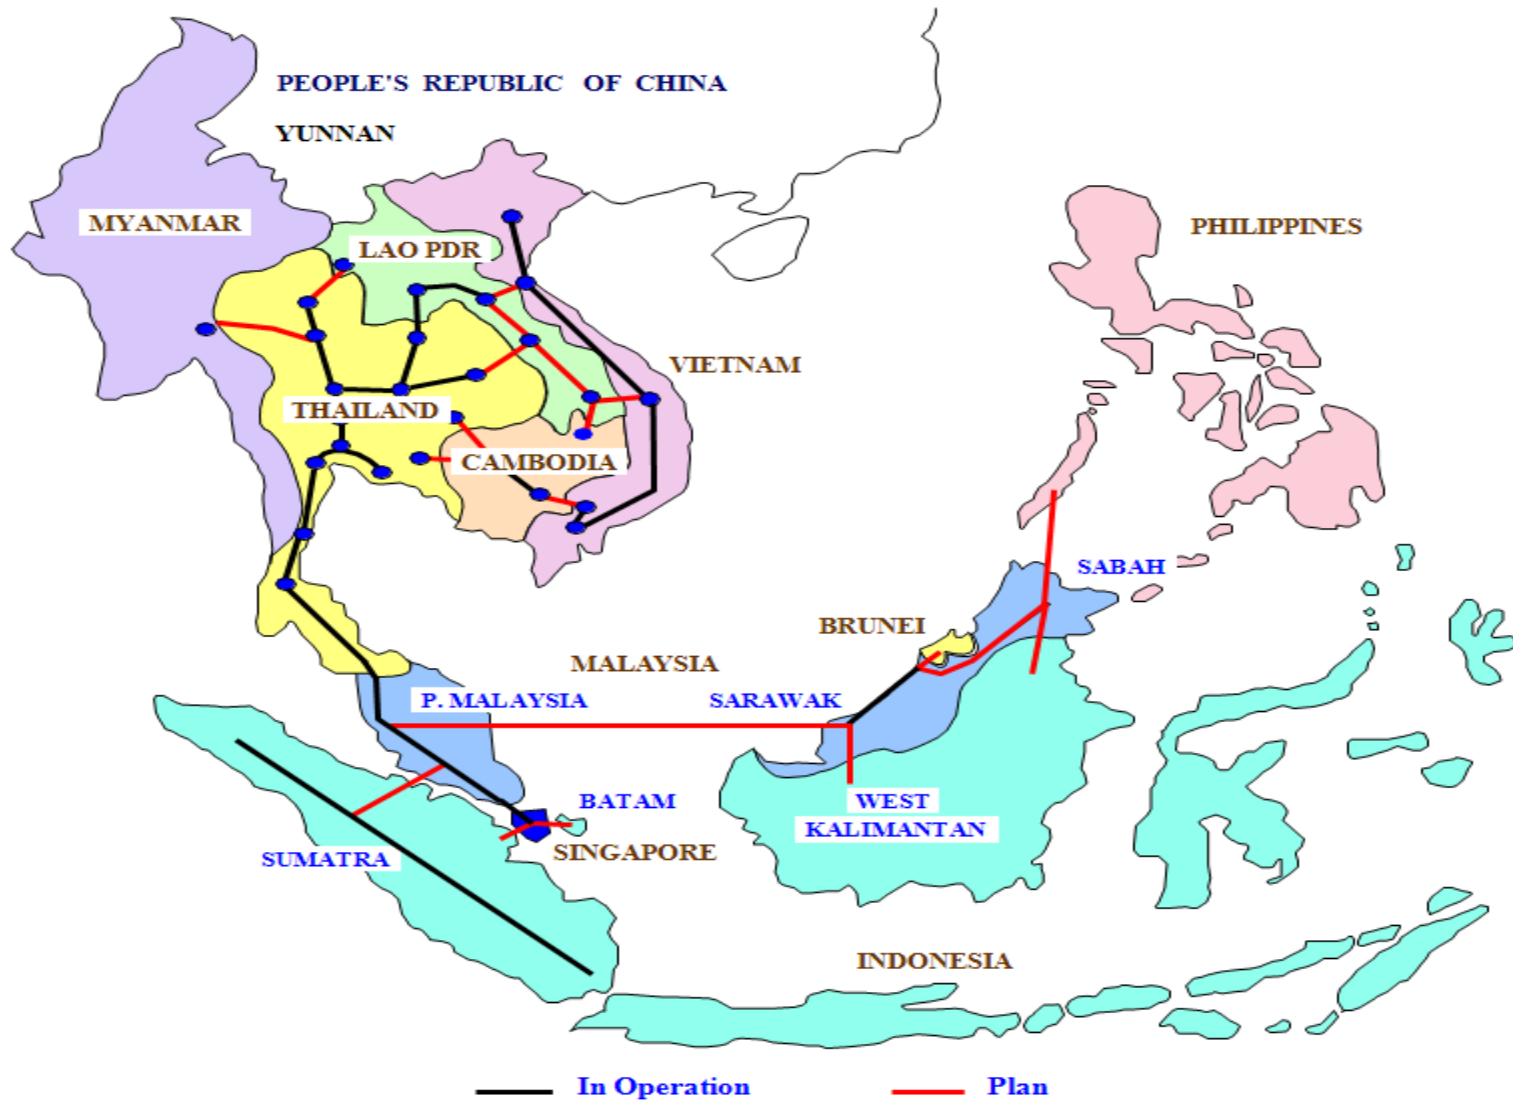 PEOPLE'S REPUBLIC OF CHINA
YUNNAN
MYANMAR
LAO PDR
PHILIPPINES
VIETNAM
THAILAND
CAMBODIA
SABAH
BRUNEI
MALAYSIA
P. MALAYSIA
SARAWAK
BATAM
WEST
KALIMANTAN
SINGAPORE
SUMATRA
INDONESIA
In Operation
Plan